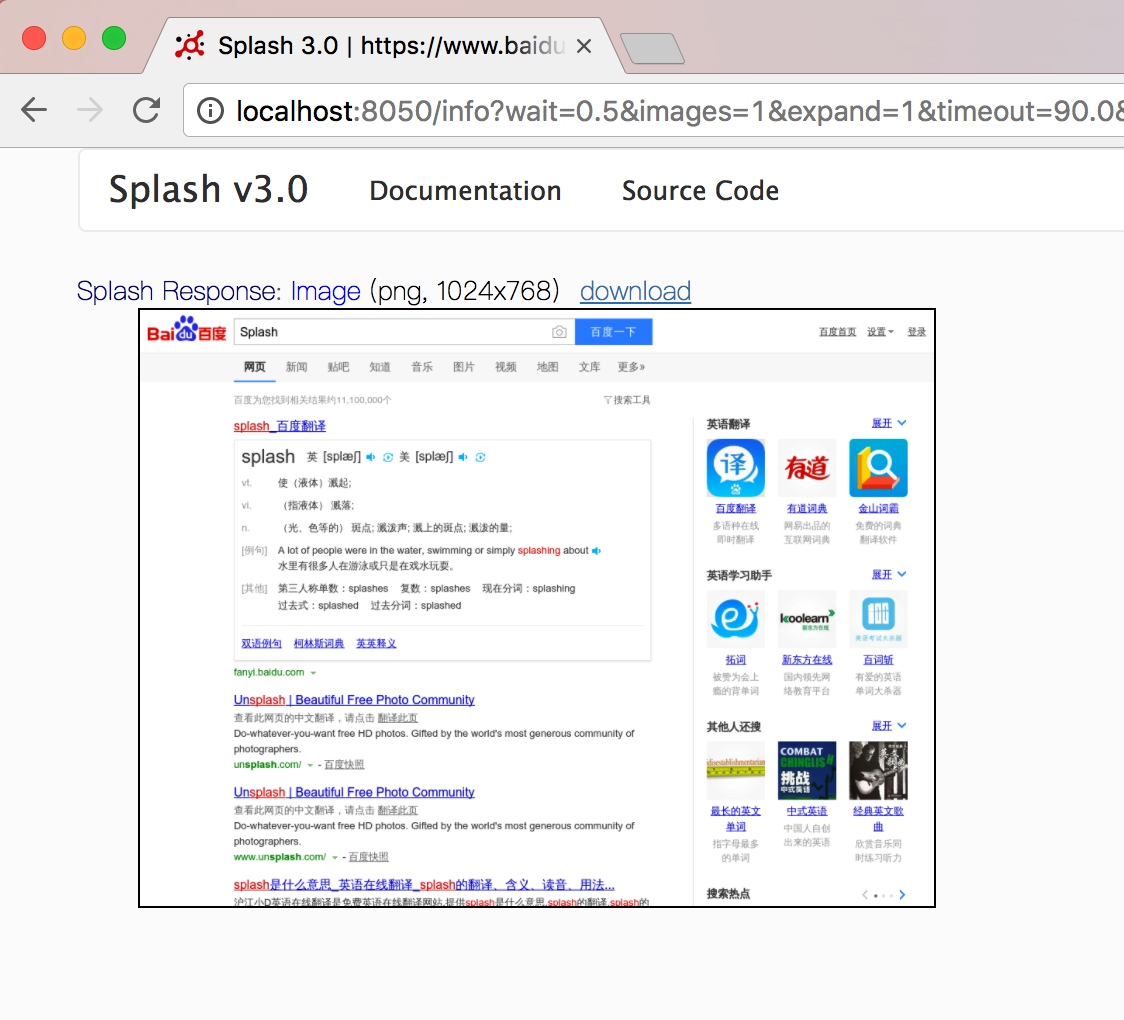 Splash 3.0 | https://www.baidu
localhost:8050/info?wait=0.5&images=1&expand=1&timeout=90.0&
Splash v3.0 Documentation Source Code
Splash Response: Image (png, 1024x768) download
Bai du 百度 Splash 百度一下 百度首页 设置 登录
网页 新闻 贴吧 知道 音乐 图片 视频 地图 文库 更多»
百度为您找到相关结果约11,100,000个 搜索工具
splash_百度翻译
splash 英 [splæʃ] 美 [splæʃ]
vt. 使（液体）溅起;
vi. （指液体） 溅落;
n. （光、色等的） 斑点; 溅泼声; 溅上的斑点; 溅泼的量;
[例句] A lot of people were in the water, swimming or simply splashing about
水里有很多人在游泳或只是在戏水玩耍。
[其他] 第三人称单数：splashes 复数：splashes 现在分词：splashing
过去式：splashed 过去分词：splashed
双语例句 柯林斯词典 英英释义
fanyi.baidu.com
Unsplash | Beautiful Free Photo Community
查看此网页的中文翻译，请点击 翻译此页
Do-whatever-you-want free HD photos. Gifted by the world's most generous community of
photographers.
unsplash.com/ - 百度快照
Unsplash | Beautiful Free Photo Community
查看此网页的中文翻译，请点击 翻译此页
Do-whatever-you-want free HD photos. Gifted by the world's most generous community of
photographers.
www.unsplash.com/ - 百度快照
splash是什么意思_英语在线翻译_splash的翻译、含义、读音、用法...
沪江小D英语在线翻译是免费英语在线翻译网站,提供splash是什么意思,splash的翻译,splash的
英语翻译 展开
译 有道
百度翻译 有道词典 金山词霸
多语种在线 网易出品的 免费的词典
即时翻译 互联网词典 翻译软件
英语学习助手 展开
koolearn
新东方在线
拓词 新东方在线 百词斩
被赞为会上 国内领先网 有爱的英语
瘾的背单词 络教育平台 单词大杀器
其他人还搜 展开
disestablishmentarian
COMBAT
CHINGLISH
挑战
中式英语
最长的英文 中式英语 经典英文歌
单词 曲
指字母最多 中国人自创 欣赏音乐同
的单词 出来的英语 时练习听力
搜索热点